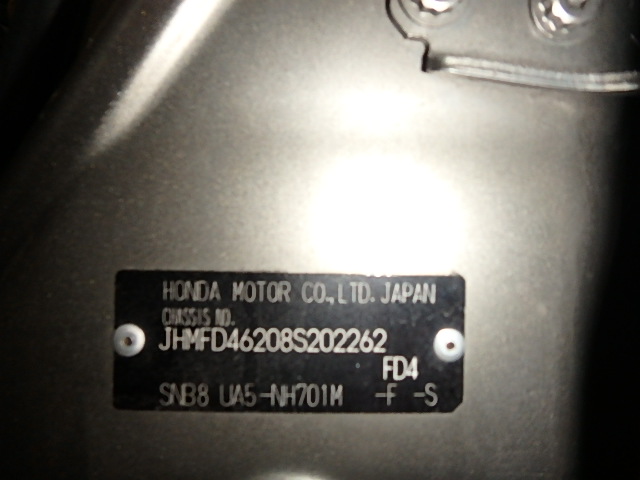 HONDA MOTOR CO.,LTD. JAPAN
CHASSIS NO.
JHMFD46208S202262
FD4
SNB8 UA5-NH701M -F -S